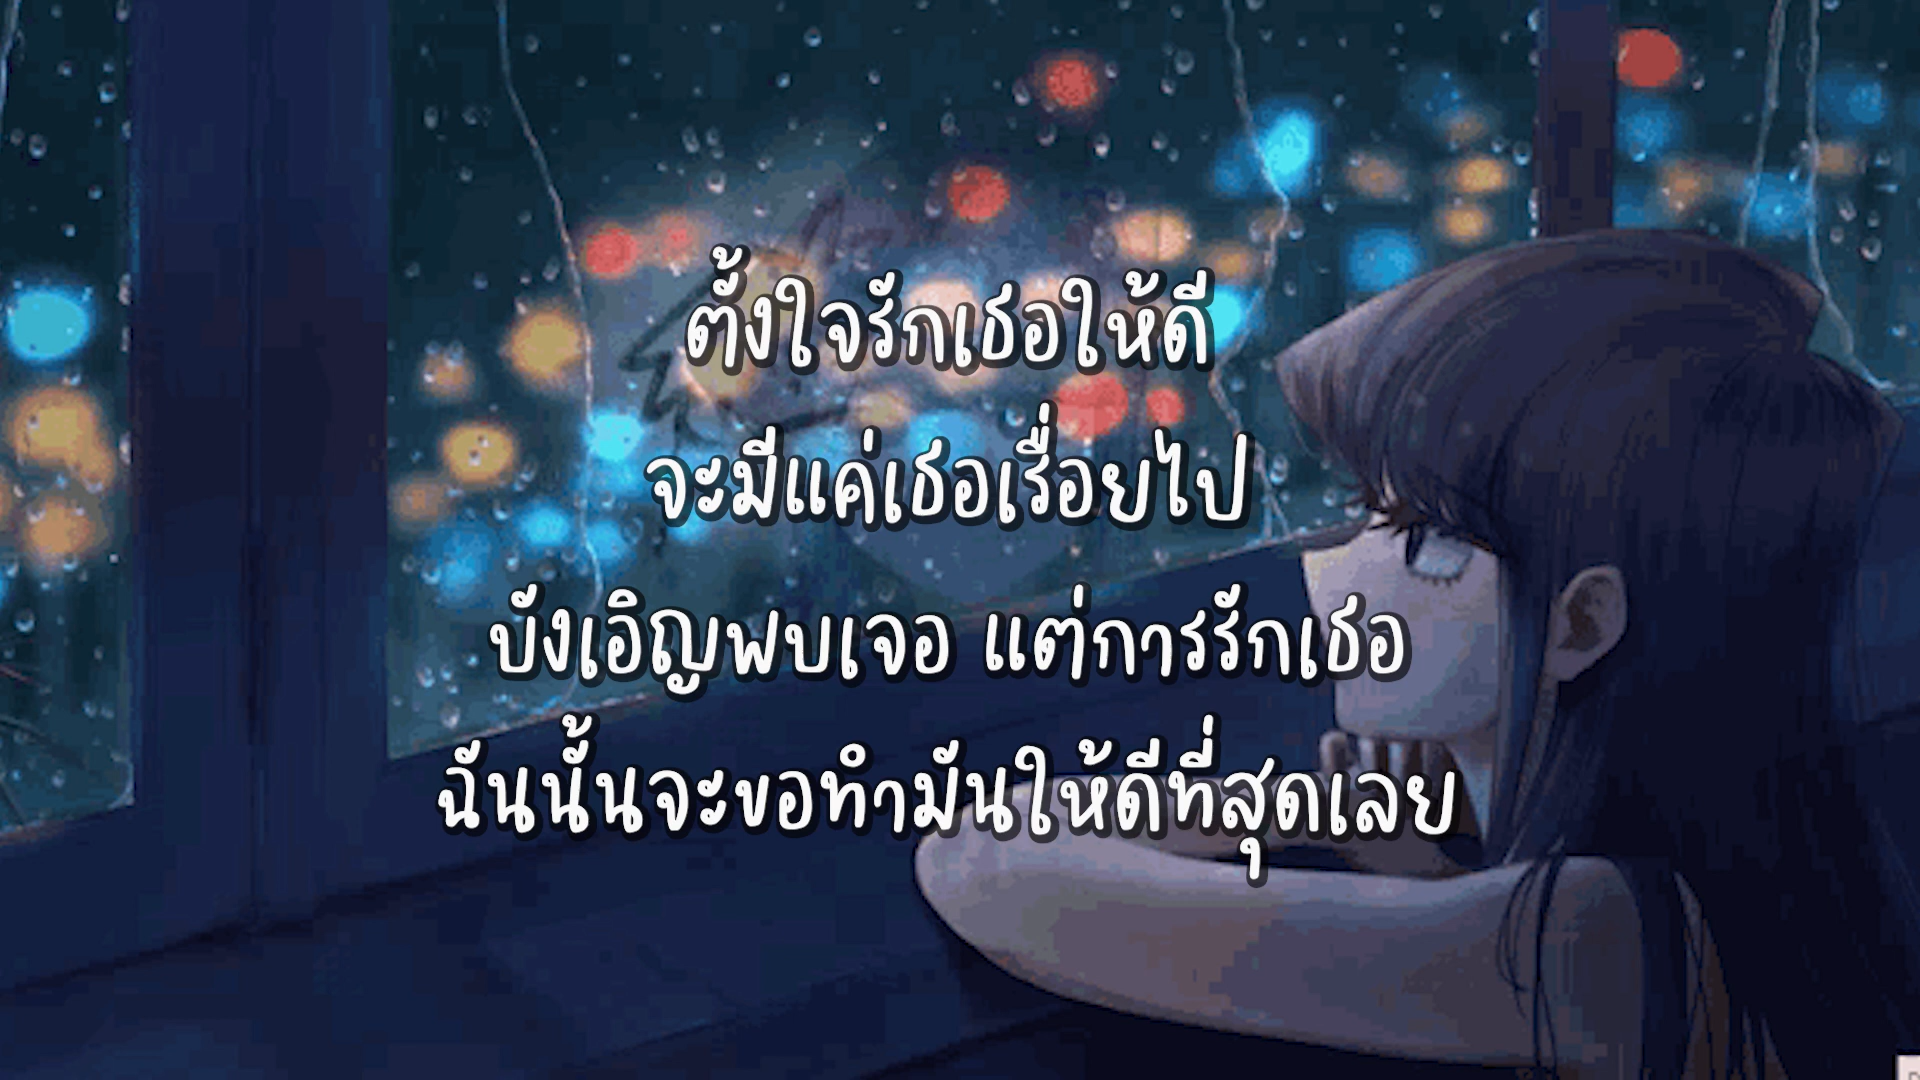 ตั้งใจรักเธอให้ดี
จะมีแค่เธอเรื่อยไป
บังเอิญพบเจอ แต่การรักเธอ
ฉันนั้นจะขอทำมันให้ดีที่สุดเลย